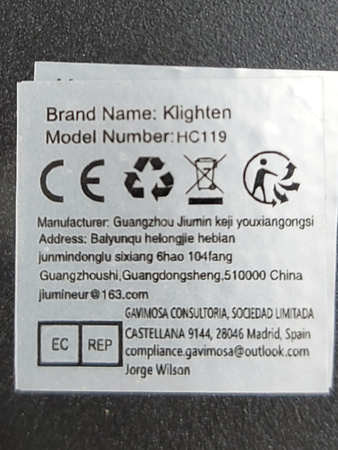 Brand Name: Klighten
Model Number: HC119
CE
Manufacturer: Guangzhou Jiumin keji youxiangongsi
Address: Baiyunqu helongjie hebian
junmindonglu sixiang 6hao 104fang
Guangzhoushi,Guangdongsheng,510000 China
jiumineur@163.com
GAVIMOSA CONSULTORIA, SOCIEDAD LIMITADA
EC REP
CASTELLANA 9144, 28046 Madrid, Spain
compliance.gavimosa@outlook.com
Jorge Wilson